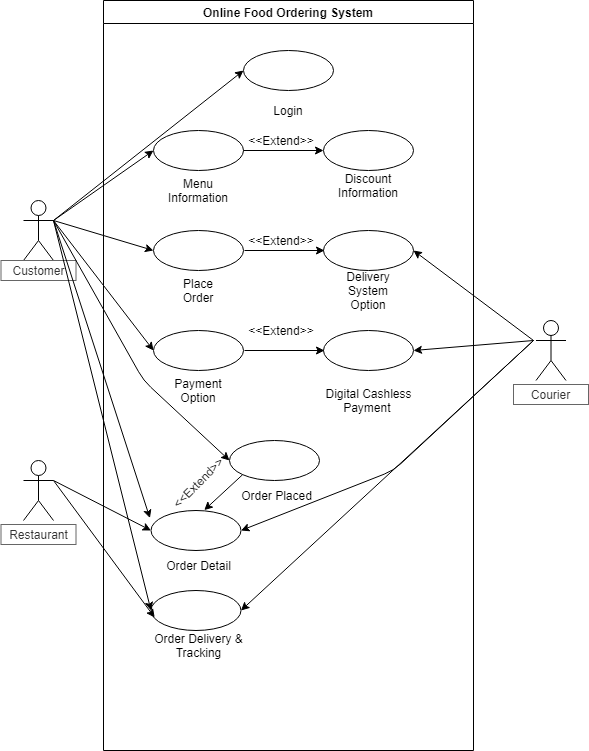 Online Food Ordering System
Login
<<Extend>>
Menu
Information
Discount
Information
Customer
<<Extend>>
Place
Order
Delivery
System
Option
<<Extend>>
Payment
Option
Digital Cashless
Payment
Courier
<<Extend>>
Order Placed
Restaurant
Order Detail
Order Delivery &
Tracking